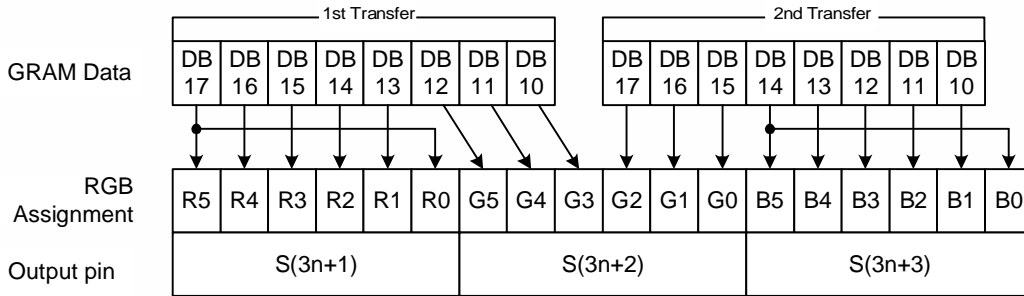 1st Transfer 2nd Transfer
GRAM Data
DB 17 DB 16 DB 15 DB 14 DB 13 DB 12 DB 11 DB 10 DB 17 DB 16 DB 15 DB 14 DB 13 DB 12 DB 11 DB 10
RGB
Assignment
R5 R4 R3 R2 R1 R0 G5 G4 G3 G2 G1 G0 B5 B4 B3 B2 B1 B0
Output pin S(3n+1) S(3n+2) S(3n+3)